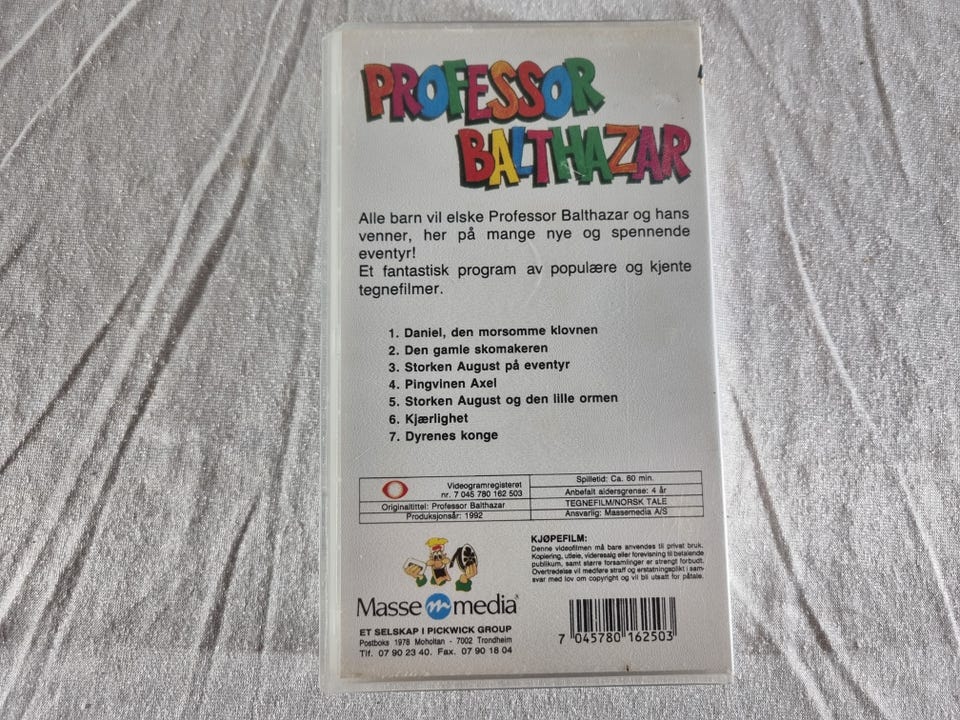 PROFESSOR
BALTHAZAR
Alle barn vil elske Professor Balthazar og hans
venner, her på mange nye og spennende
eventyr!
Et fantastisk program av populære og kjente
tegnefilmer.
1. Daniel, den morsomme klovnen
2. Den gamle skomakeren
3. Storken August på eventyr
4. Pingvinen Axel
5. Storken August og den lille ormen
6. Kjærlighet
7. Dyrenes konge
Videogramregisteret
nr. 7 045 780 162 503
Originaltittel: Professor Balthazar
Produksjonsår: 1992
Spilletid: Ca. 60 min.
Anbefalt aldersgrense: 4 år
TEGNEFILM/NORSK TALE
Ansvarlig: Massemedia A/S
KJØPEFILM:
Denne videofilmen må bare anvendes til privat bruk.
Kopiering, utleie, videresalg eller forevisning til betalende
publikum, samt større forsamlinger er strengt forbudt.
Overtredelse vil medføre straff og erstatningsplikt i sam-
svar med lov om copyright og vil bli utsatt for påtale.
Masse m media
ET SELSKAP I PICKWICK GROUP
Postboks 1978 Moholtan - 7002 Trondheim
Tlf. 07 90 23 40. Fax. 07 90 18 04
7 045780 162503